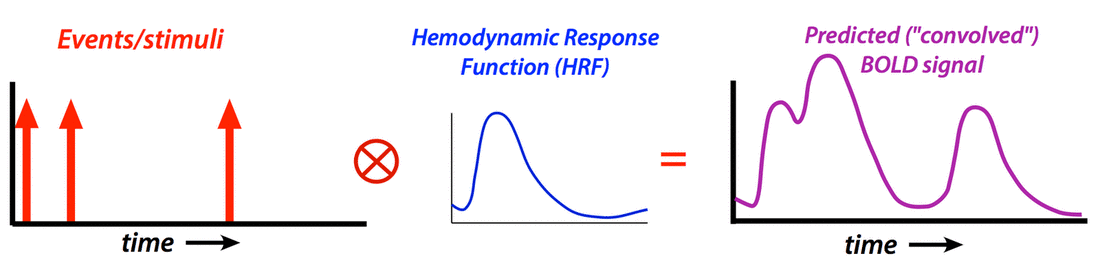 Events/stimuli
time
Hemodynamic Response
Function (HRF)
=
Predicted ("convolved")
BOLD signal
time